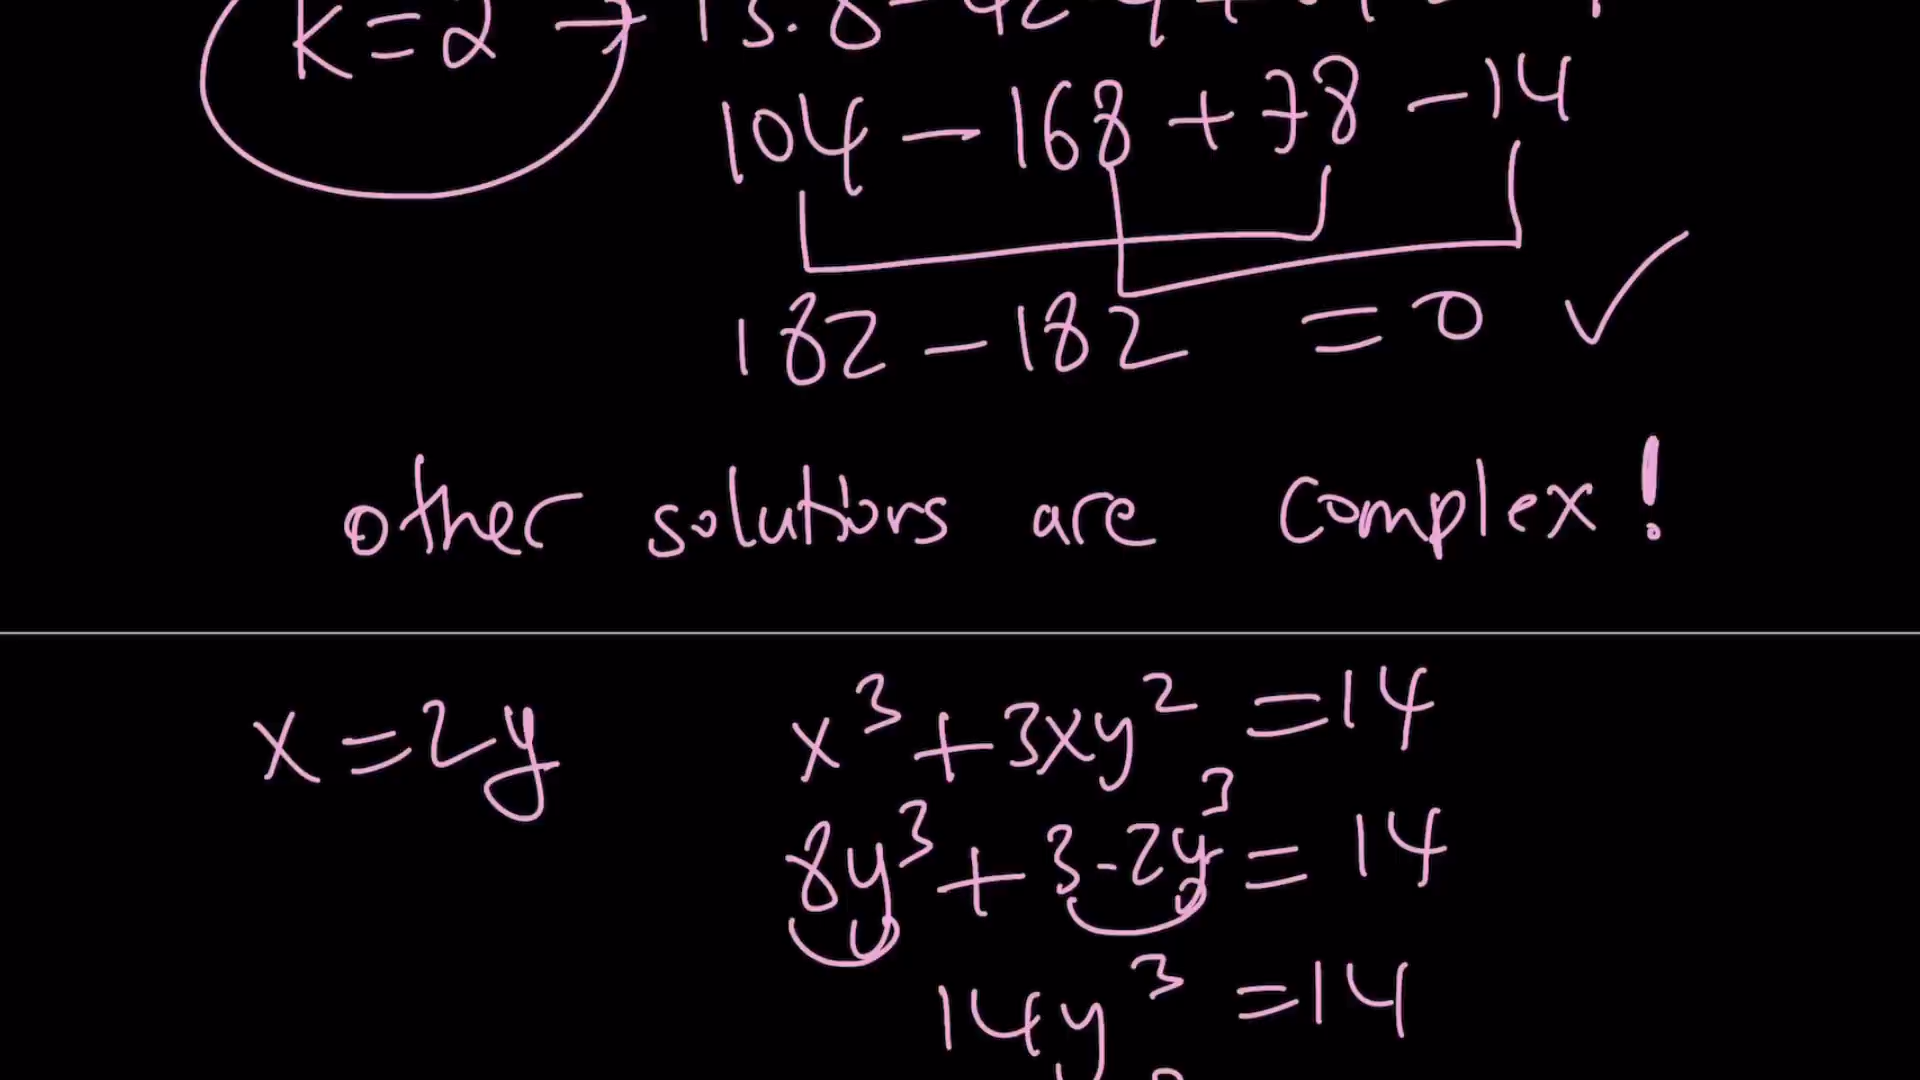 k=2 →
104 - 168 + 78 - 14
182 - 182 = 0 ✓
other solutions are complex!
x=2y
x³+3xy²=14
8y³+3-2y³=14
14y³=14